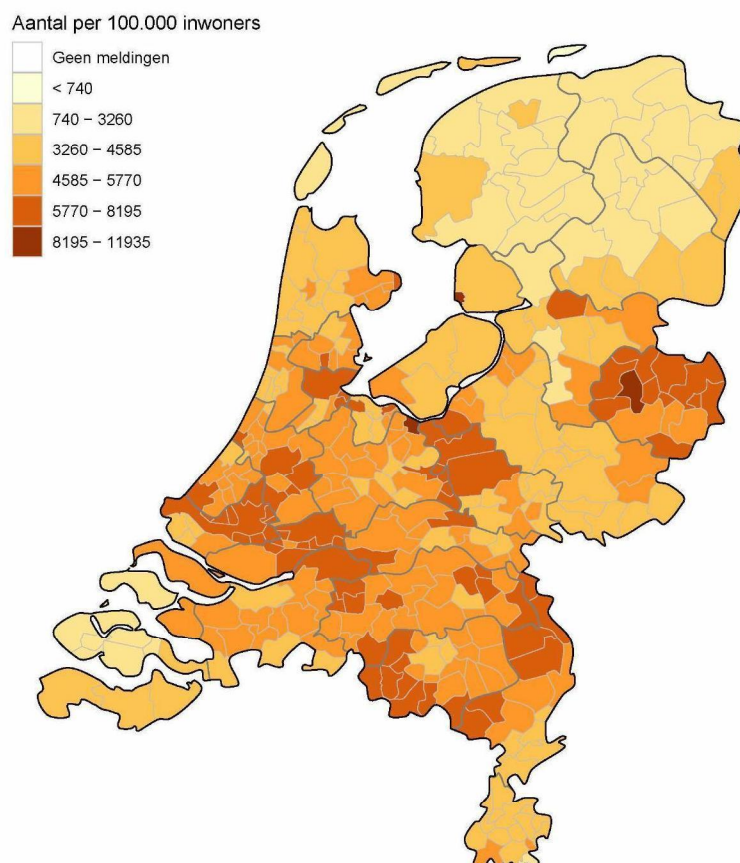 Aantal per 100.000 inwoners
Geen meldingen
< 740
740 – 3260
3260 – 4585
4585 – 5770
5770 – 8195
8195 – 11935